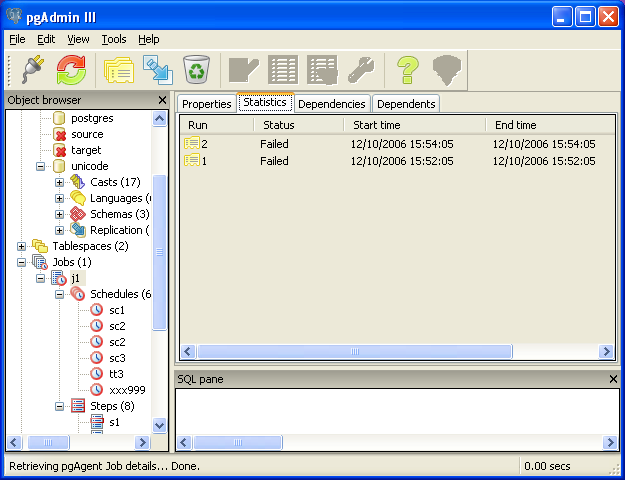 pgAdmin III
File Edit View Tools Help
Object browser
postgres
source
target
unicode
Casts (17)
Languages (
Schemas (3)
Replication (
Tablespaces (2)
Jobs (1)
j1
Schedules (6
sc1
sc2
sc2
sc3
tt3
xxx999
Steps (8)
s1
Properties Statistics Dependencies Dependents
Run Status Start time End time
2 Failed 12/10/2006 15:54:05 12/10/2006 15:54:05
1 Failed 12/10/2006 15:52:05 12/10/2006 15:52:05
SQL pane
Retrieving pgAgent Job details... Done. 0.00 secs